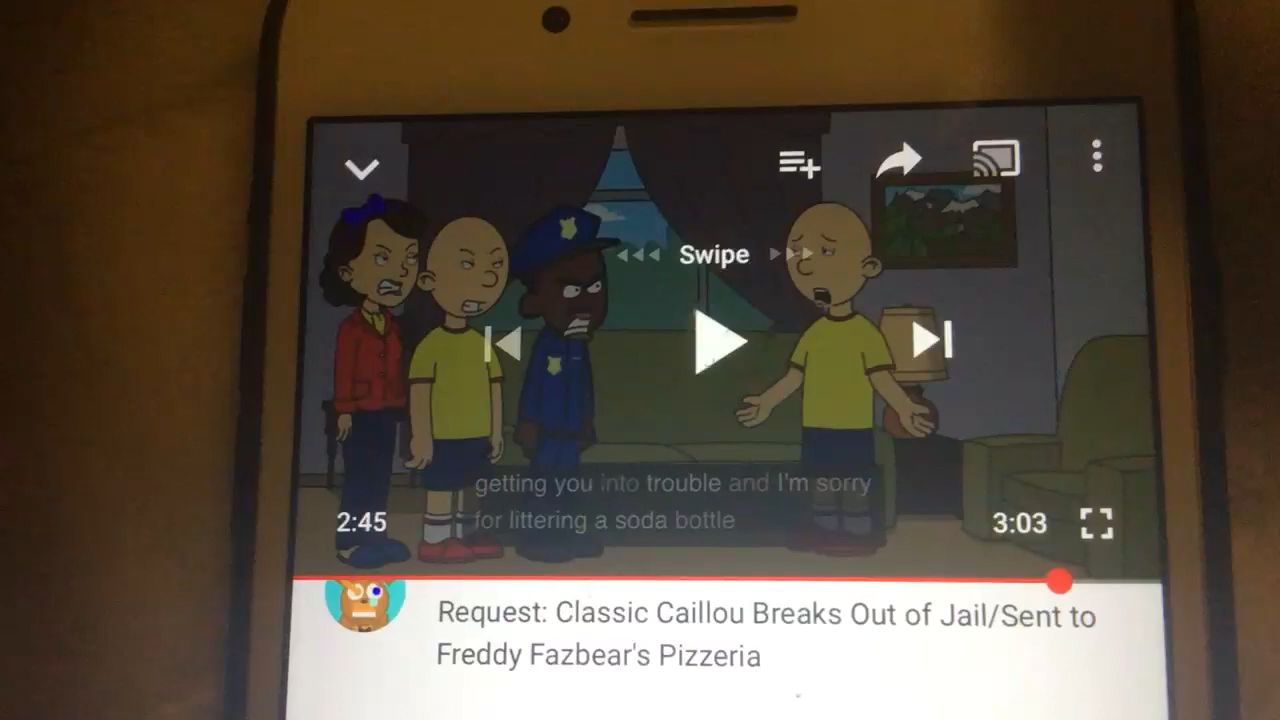 Swipe
getting you into trouble and I'm sorry
for littering a soda bottle
2:45
3:03
Request: Classic Caillou Breaks Out of Jail/Sent to
Freddy Fazbear's Pizzeria